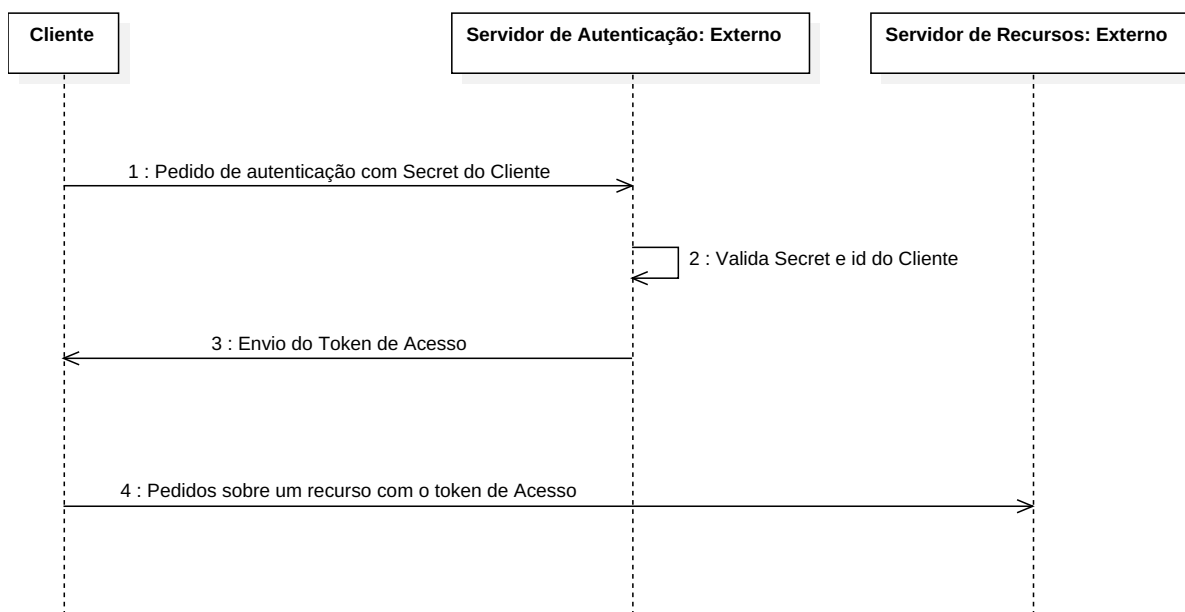 Cliente
Servidor de Autenticação: Externo
Servidor de Recursos: Externo
1 : Pedido de autenticação com Secret do Cliente
2 : Valida Secret e id do Cliente
3 : Envio do Token de Acesso
4 : Pedidos sobre um recurso com o token de Acesso